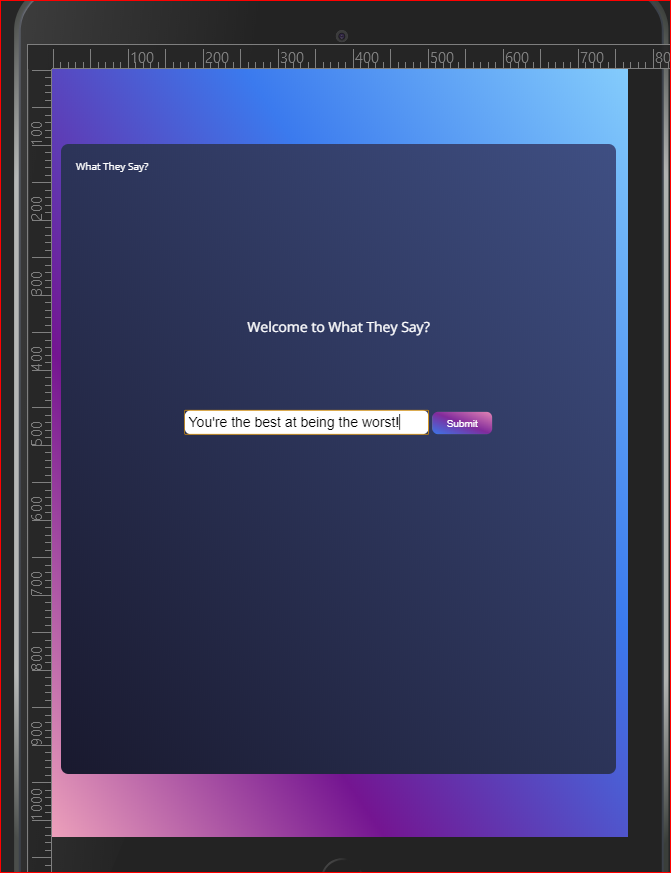 100 200 300 400 500 600 700 80
100
200
300
400
500
600
700
800
900
1000
What They Say?
Welcome to What They Say?
You're the best at being the worst!
Submit